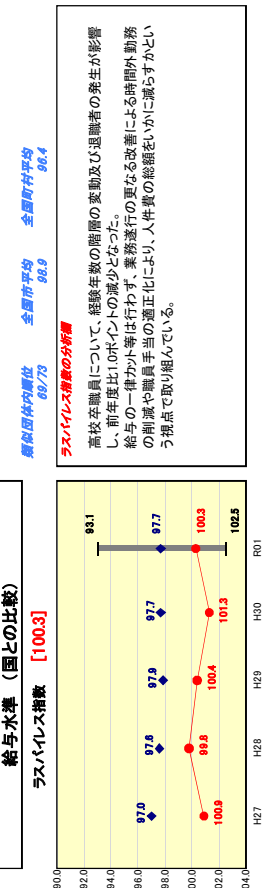 給与水準 （国との比較）
ラスパイレス指数 [100.3]
90.0
92.0
94.0
96.0
98.0
100.0
102.0
104.0
97.0
97.6
97.9
97.7
97.7
93.1
102.5
100.9
99.8
100.4
101.3
100.3
H27
H28
H29
H30
R01
類似団体内順位 全国市平均 全国町村平均
69/73 98.9 96.4
ラスパイレス指数の分析欄
高校卒職員について、経験年数の階層の変動及び退職者の発生が影響
し、前年度比1.0ポイントの減少となった。
給与の一律カット等は行わず、業務遂行の更なる改善による時間外勤務
の削減や職員手当の適正化により、人件費の総額をいかに減らすかとい
う視点で取り組んでいる。